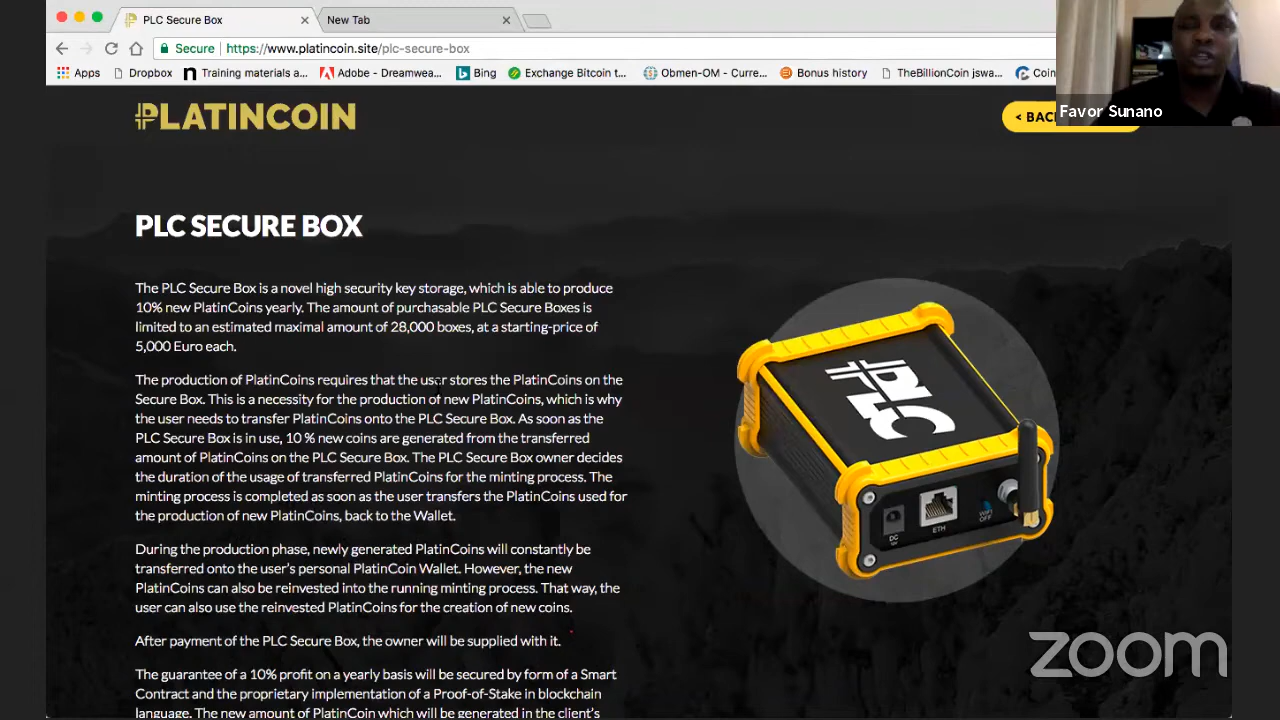 PLC Secure Box
New Tab
Secure
https://www.platincoin.site/plc-secure-box
Apps
Dropbox
Training materials a...
Adobe - Dreamwea...
Bing
Exchange Bitcoin t...
Obmen-OM - Curre...
Bonus history
TheBillionCoin jswa...
Coin
PLATINCOIN
< BACK
Favor Sunano
PLC SECURE BOX
The PLC Secure Box is a novel high security key storage, which is able to produce
10% new PlatinCoins yearly. The amount of purchasable PLC Secure Boxes is
limited to an estimated maximal amount of 28,000 boxes, at a starting-price of
5,000 Euro each.
The production of PlatinCoins requires that the user stores the PlatinCoins on the
Secure Box. This is a necessity for the production of new PlatinCoins, which is why
the user needs to transfer PlatinCoins onto the PLC Secure Box. As soon as the
PLC Secure Box is in use, 10 % new coins are generated from the transferred
amount of PlatinCoins on the PLC Secure Box. The PLC Secure Box owner decides
the duration of the usage of transferred PlatinCoins for the minting process. The
minting process is completed as soon as the user transfers the PlatinCoins used for
the production of new PlatinCoins, back to the Wallet.
During the production phase, newly generated PlatinCoins will constantly be
transferred onto the user's personal PlatinCoin Wallet. However, the new
PlatinCoins can also be reinvested into the running minting process. That way, the
user can also use the reinvested PlatinCoins for the creation of new coins.
After payment of the PLC Secure Box, the owner will be supplied with it.
The guarantee of a 10% profit on a yearly basis will be secured by form of a Smart
Contract and the proprietary implementation of a Proof-of-Stake in blockchain
language. The new amount of PlatinCoin which will be generated in the client's
PLC
DC
ETH
WIFI
OFF
zoom